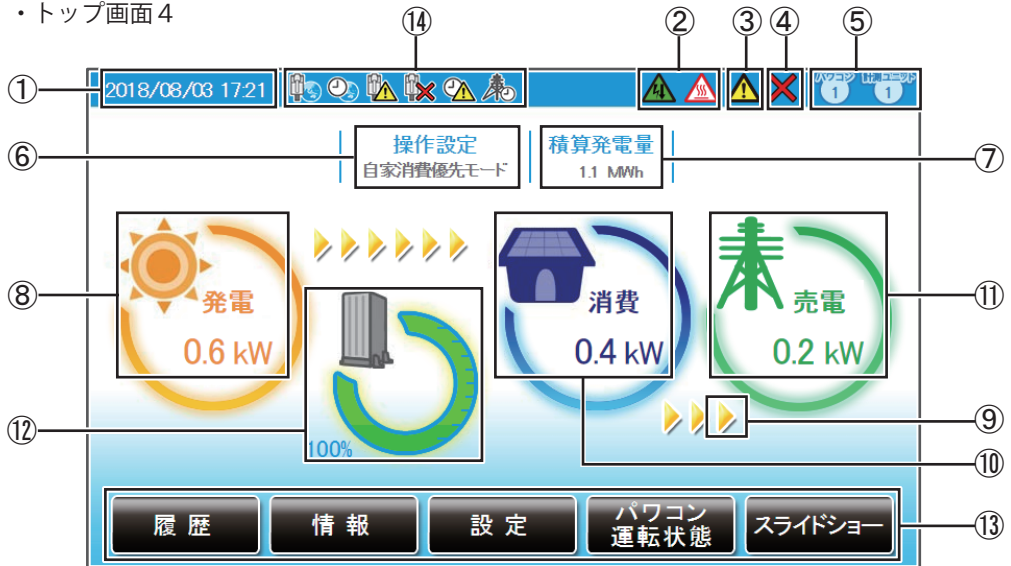 ・トップ画面４
⑭
②
③
④
⑤
①
2018/08/03 17:21
パワコン
1
計測ユニット
1
⑥
操作設定
自家消費優先モード
積算発電量
1.1 MWh
⑦
⑧
発電
0.6 kW
消費
0.4 kW
売電
0.2 kW
⑪
⑫
100%
⑨
⑩
履 歴
情 報
設 定
パワコン
運転状態
スライドショー
⑬